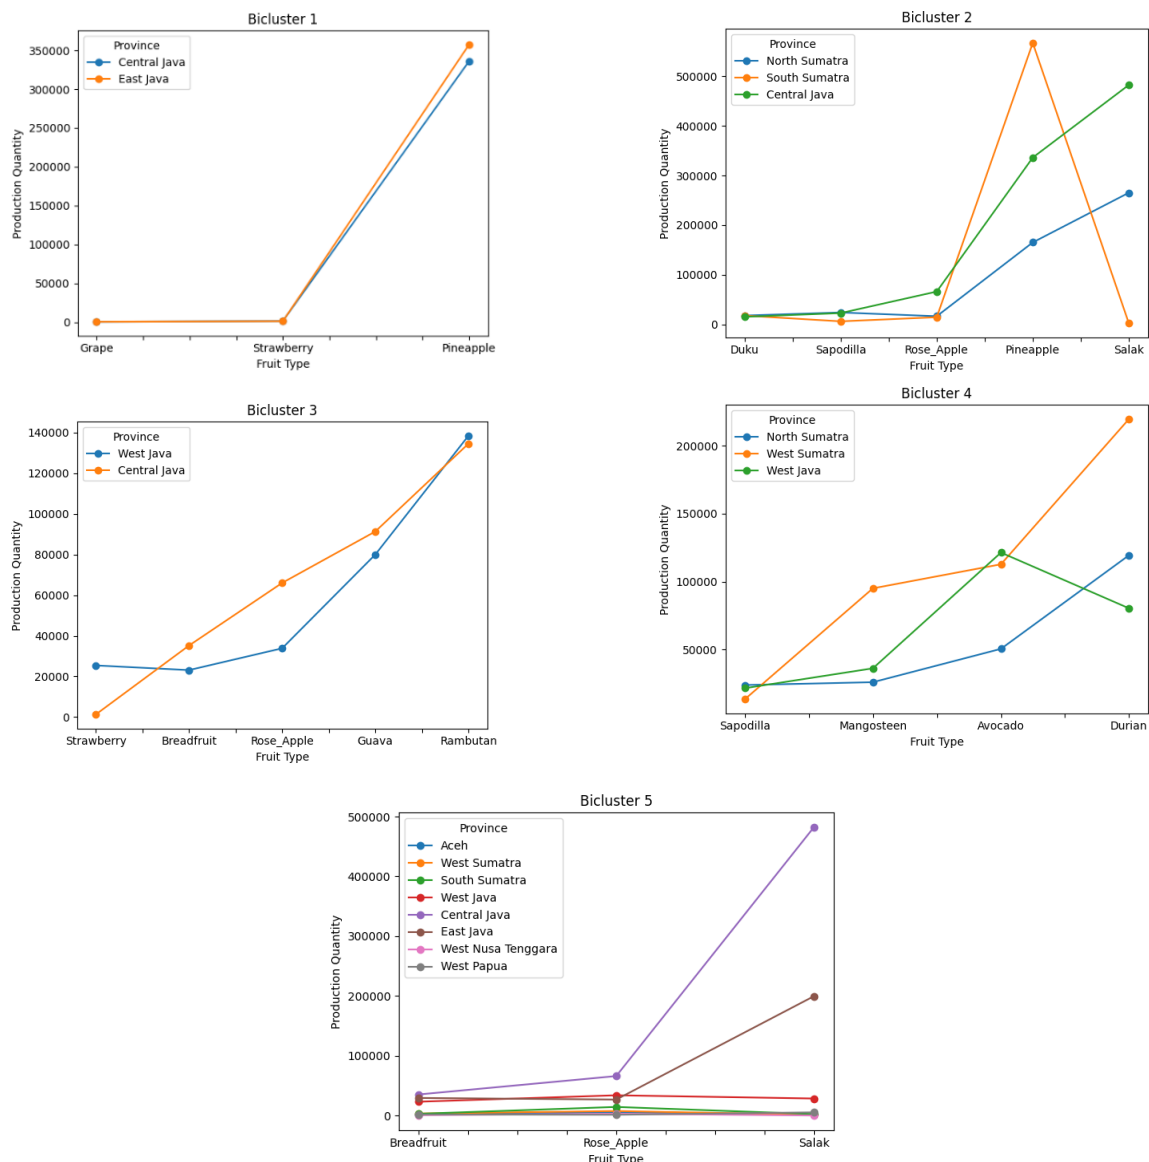 Bicluster 1
Province
Central Java
East Java
350000
300000
250000
200000
150000
100000
50000
0
Production Quantity
Grape Strawberry Pineapple
Fruit Type
Bicluster 2
Province
North Sumatra
South Sumatra
Central Java
500000
400000
300000
200000
100000
0
Production Quantity
Duku Sapodilla Rose_Apple Pineapple Salak
Fruit Type
Bicluster 3
Province
West Java
Central Java
140000
120000
100000
80000
60000
40000
20000
0
Production Quantity
Strawberry Breadfruit Rose_Apple Guava Rambutan
Fruit Type
Bicluster 4
Province
North Sumatra
West Sumatra
West Java
200000
150000
100000
50000
Production Quantity
Sapodilla Mangosteen Avocado Durian
Fruit Type
Bicluster 5
Province
Aceh
West Sumatra
South Sumatra
West Java
Central Java
East Java
West Nusa Tenggara
West Papua
500000
400000
300000
200000
100000
0
Production Quantity
Breadfruit Rose_Apple Salak
Fruit Type